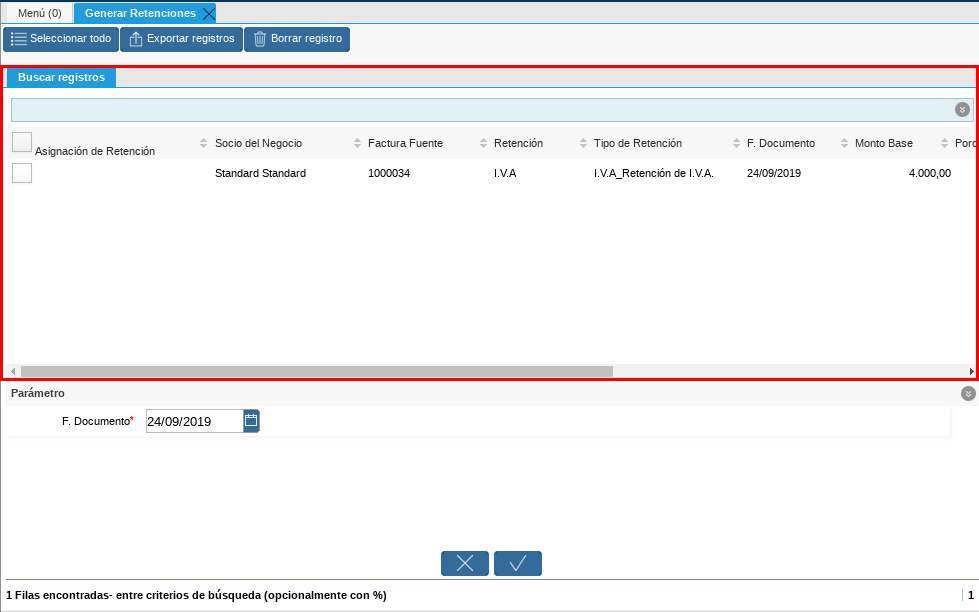 Menú (0) Generar Retenciones
Seleccionar todo Exportar registros Borrar registro
Buscar registros
Asignación de Retención Socio del Negocio Factura Fuente Retención Tipo de Retención F. Documento Monto Base Porc
Standard Standard 1000034 I.V.A I.V.A_Retención de I.V.A. 24/09/2019 4.000,00
Parámetro
F. Documento* 24/09/2019
1 Filas encontradas- entre criterios de búsqueda (opcionalmente con %) 1